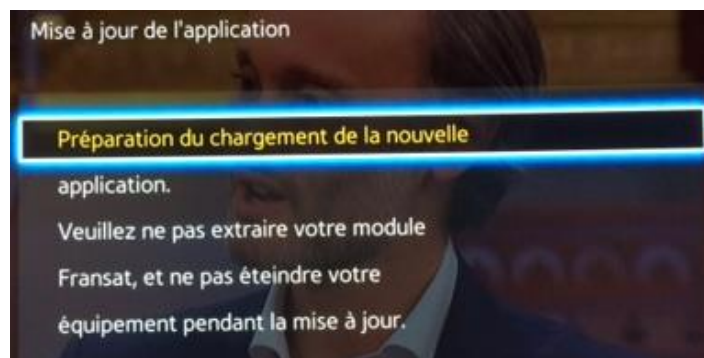 Mise à jour de l'application
Préparation du chargement de la nouvelle
application.
Veuillez ne pas extraire votre module
Fransat, et ne pas éteindre votre
équipement pendant la mise à jour.